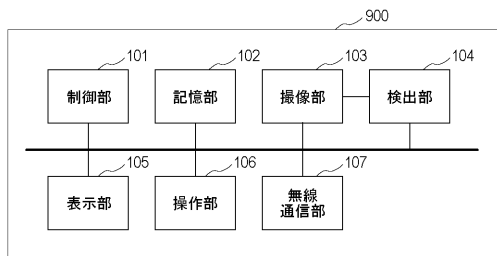 900
101
102
103
104
制御部
記憶部
撮像部
検出部
105
106
107
表示部
操作部
無線
通信部